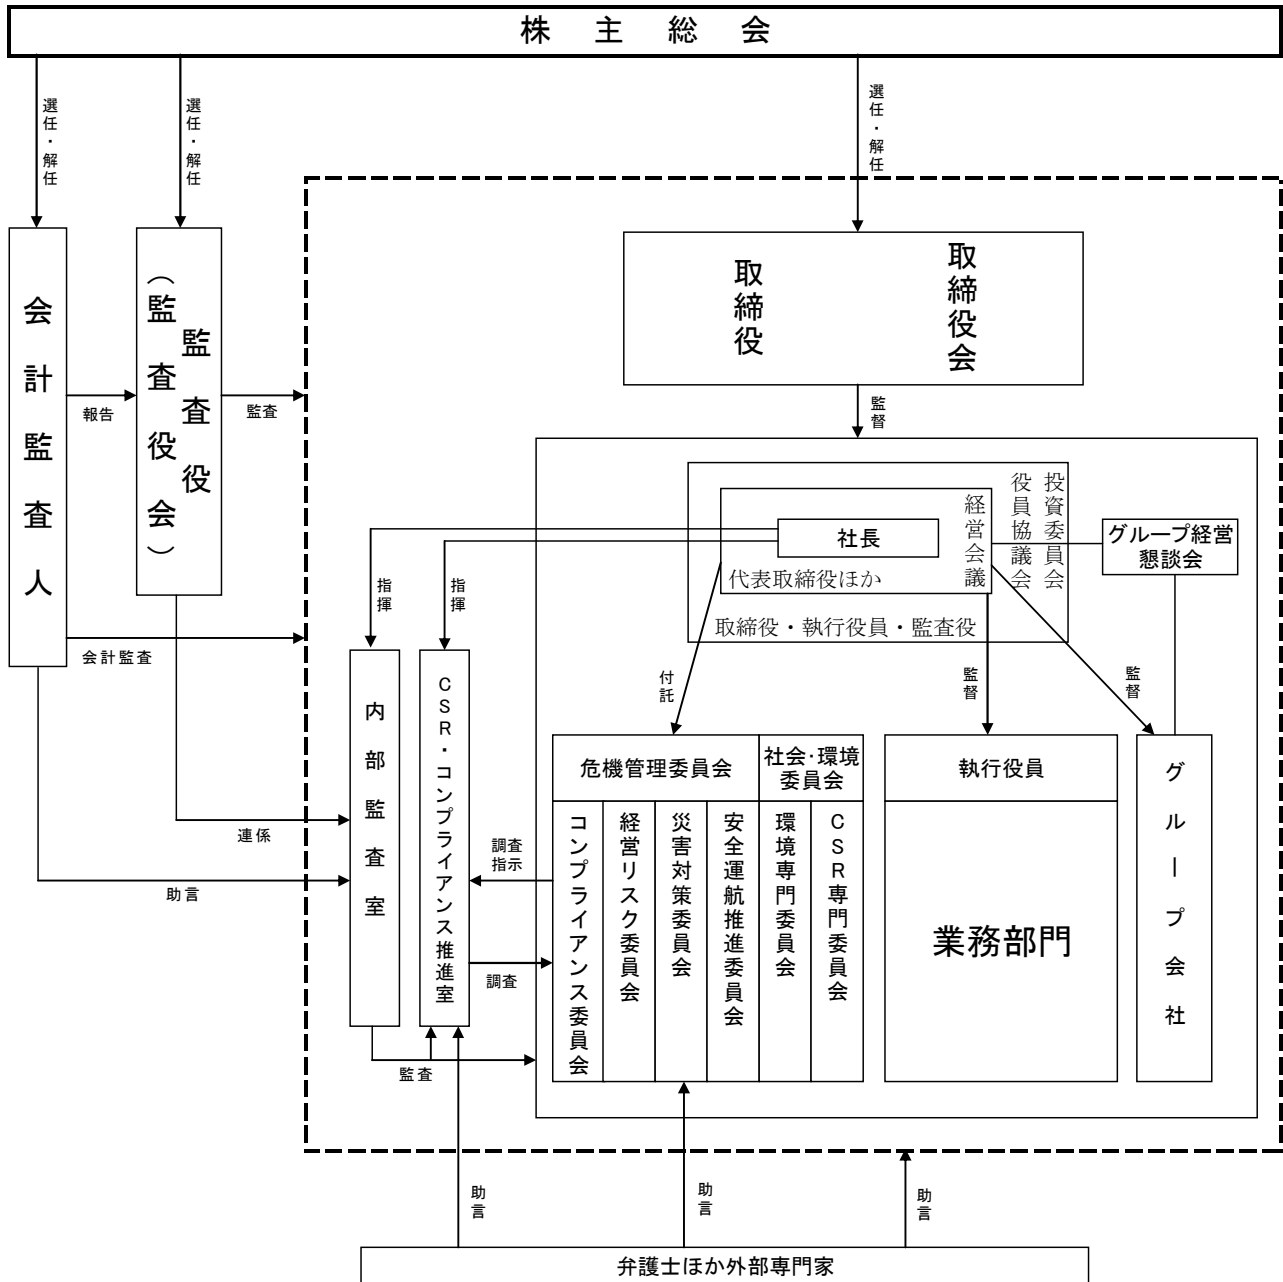 株主総会
選任・解任
選任・解任
選任・解任
会計監査人
監査役
（監査役会）
報告
監査
会計監査
取締役会
取締役
監督
投資委員会
役員協議会
経営会議
社長
代表取締役ほか
取締役・執行役員・監査役
グループ経営
懇談会
指揮
指揮
付託
監督
監督
内部監査室
CSR・コンプライアンス推進室
連係
助言
調査
指示
調査
監査
危機管理委員会
社会・環境
委員会
コンプライアンス委員会
経営リスク委員会
災害対策委員会
安全運航推進委員会
環境専門委員会
CSR専門委員会
執行役員
業務部門
グループ会社
助言
助言
助言
弁護士ほか外部専門家